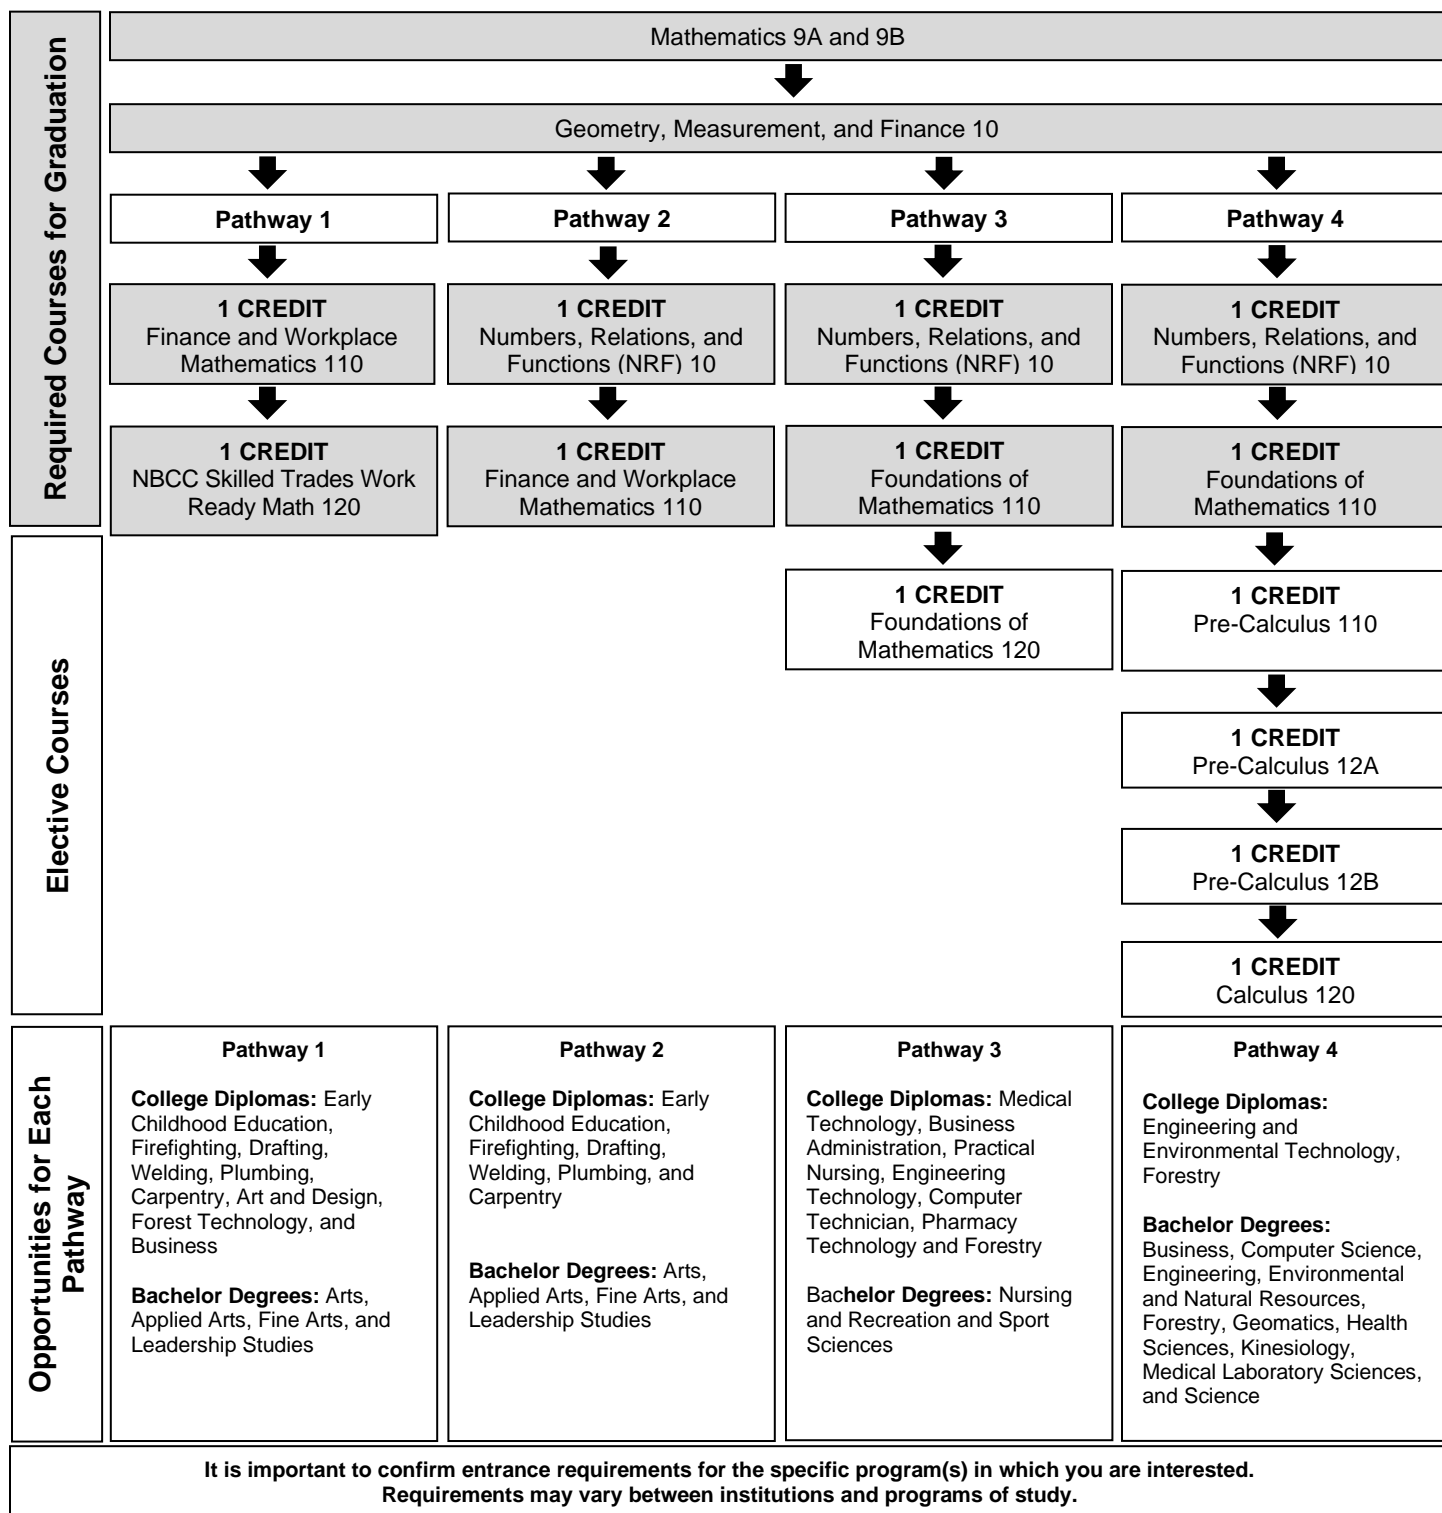 Required Courses for Graduation
Mathematics 9A and 9B
Geometry, Measurement, and Finance 10
Pathway 1
Pathway 2
Pathway 3
Pathway 4
1 CREDIT
Finance and Workplace
Mathematics 110
1 CREDIT
Numbers, Relations, and
Functions (NRF) 10
1 CREDIT
Numbers, Relations, and
Functions (NRF) 10
1 CREDIT
Numbers, Relations, and
Functions (NRF) 10
1 CREDIT
NBCC Skilled Trades Work
Ready Math 120
1 CREDIT
Finance and Workplace
Mathematics 110
1 CREDIT
Foundations of
Mathematics 110
1 CREDIT
Foundations of
Mathematics 110
Elective Courses
1 CREDIT
Foundations of
Mathematics 120
1 CREDIT
Pre-Calculus 110
1 CREDIT
Pre-Calculus 12A
1 CREDIT
Pre-Calculus 12B
1 CREDIT
Calculus 120
Opportunities for Each
Pathway
Pathway 1
College Diplomas: Early
Childhood Education,
Firefighting, Drafting,
Welding, Plumbing,
Carpentry, Art and Design,
Forest Technology, and
Business
Bachelor Degrees: Arts,
Applied Arts, Fine Arts, and
Leadership Studies
Pathway 2
College Diplomas: Early
Childhood Education,
Firefighting, Drafting,
Welding, Plumbing, and
Carpentry
Bachelor Degrees: Arts,
Applied Arts, Fine Arts, and
Leadership Studies
Pathway 3
College Diplomas: Medical
Technology, Business
Administration, Practical
Nursing, Engineering
Technology, Computer
Technician, Pharmacy
Technology and Forestry
Bachelor Degrees: Nursing
and Recreation and Sport
Sciences
Pathway 4
College Diplomas:
Engineering and
Environmental Technology,
Forestry
Bachelor Degrees:
Business, Computer Science,
Engineering, Environmental
and Natural Resources,
Forestry, Geomatics, Health
Sciences, Kinesiology,
Medical Laboratory Sciences,
and Science
It is important to confirm entrance requirements for the specific program(s) in which you are interested.
Requirements may vary between institutions and programs of study.